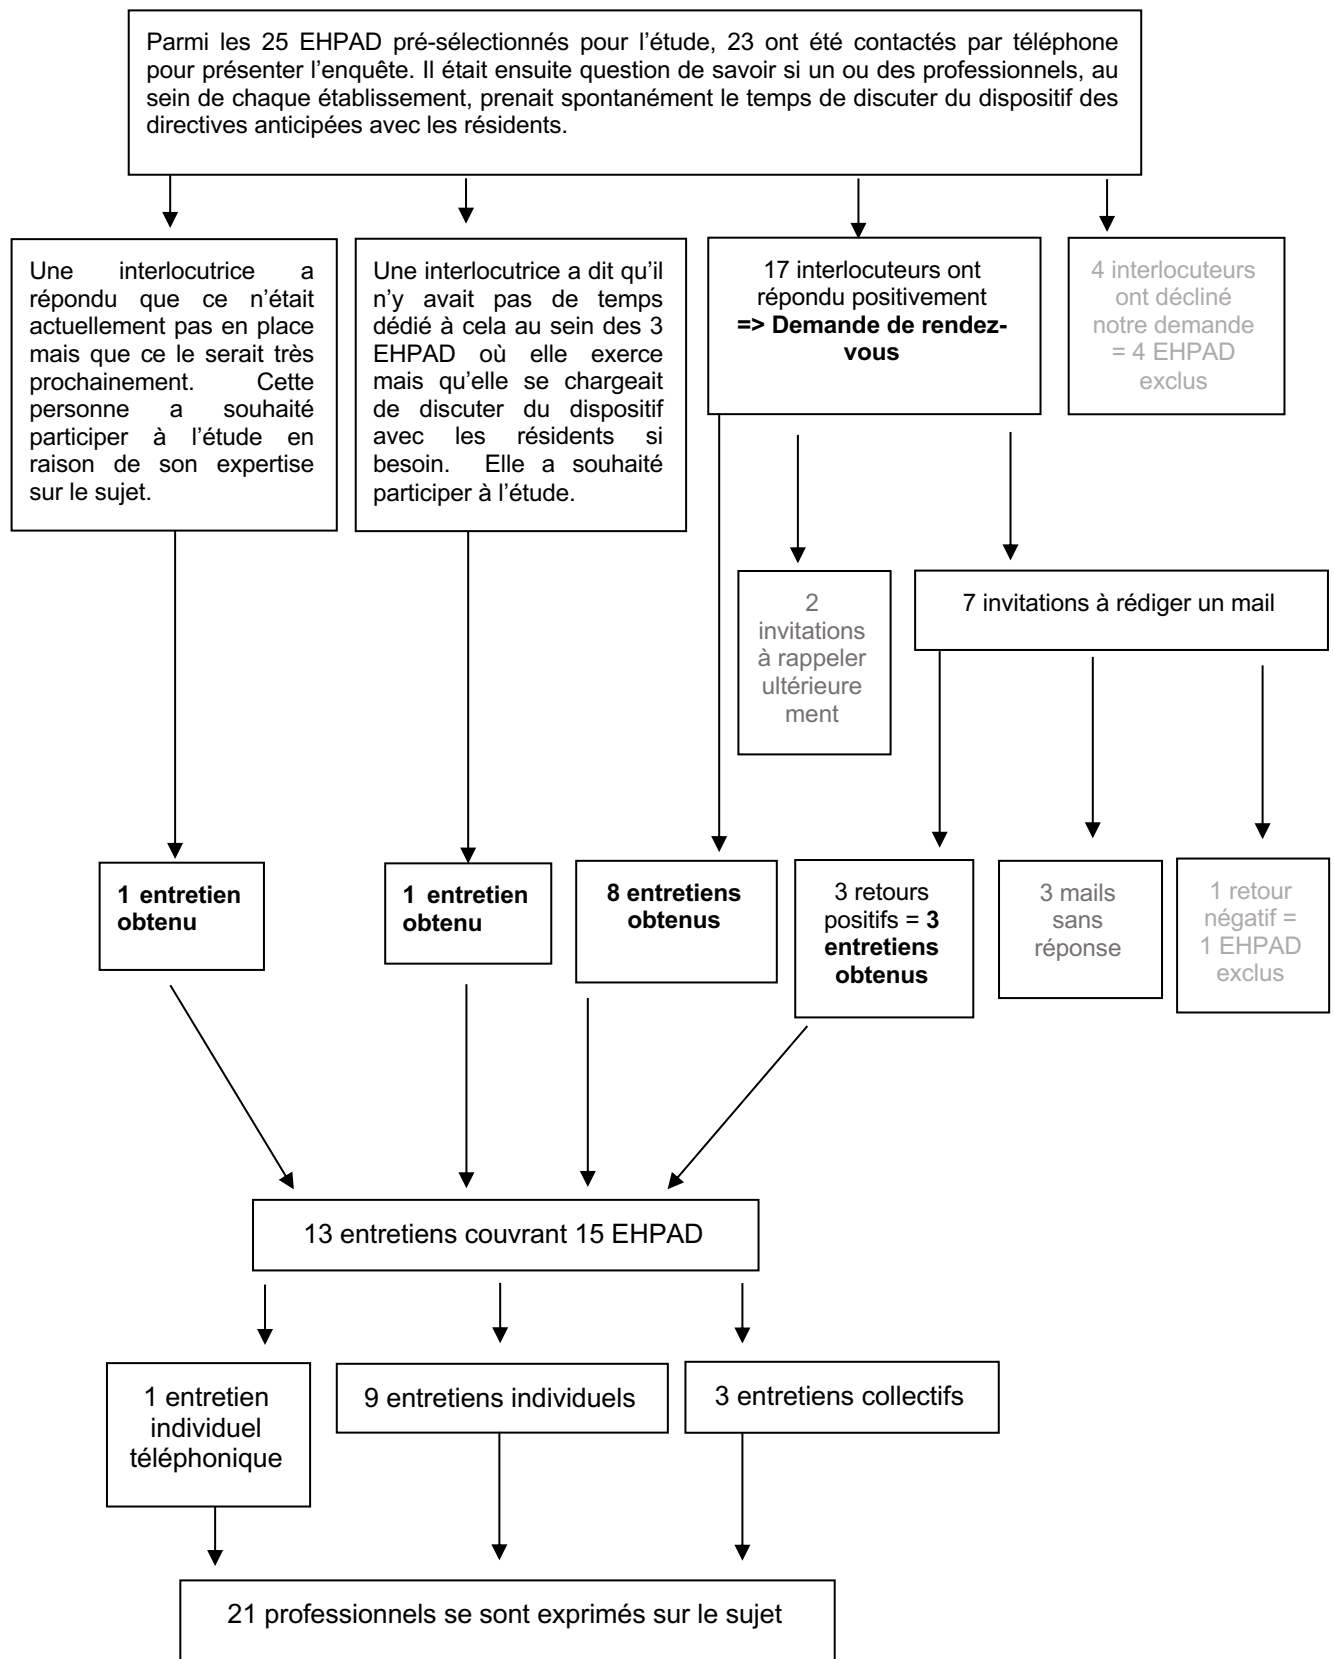 Parmi les 25 EHPAD pré-sélectionnés pour l’étude, 23 ont été contactés par téléphone
pour présenter l’enquête. Il était ensuite question de savoir si un ou des professionnels, au
sein de chaque établissement, prenait spontanément le temps de discuter du dispositif des
directives anticipées avec les résidents.
Une interlocutrice a
répondu que ce n’était
actuellement pas en place
mais que ce le serait très
prochainement. Cette
personne a souhaité
participer à l’étude en
raison de son expertise
sur le sujet.
Une interlocutrice a dit qu’il
n’y avait pas de temps
dédié à cela au sein des 3
EHPAD où elle exerce
mais qu’elle se chargeait
de discuter du dispositif
avec les résidents si
besoin. Elle a souhaité
participer à l’étude.
17 interlocuteurs ont
répondu positivement
=> Demande de rendez-
vous
4 interlocuteurs
ont décliné
notre demande
= 4 EHPAD
exclus
2
invitations
à rappeler
ultérieure
ment
7 invitations à rédiger un mail
1 entretien
obtenu
1 entretien
obtenu
8 entretiens
obtenus
3 retours
positifs = 3
entretiens
obtenus
3 mails
sans
réponse
1 retour
négatif =
1 EHPAD
exclus
13 entretiens couvrant 15 EHPAD
1 entretien
individuel
téléphonique
9 entretiens individuels
3 entretiens collectifs
21 professionnels se sont exprimés sur le sujet